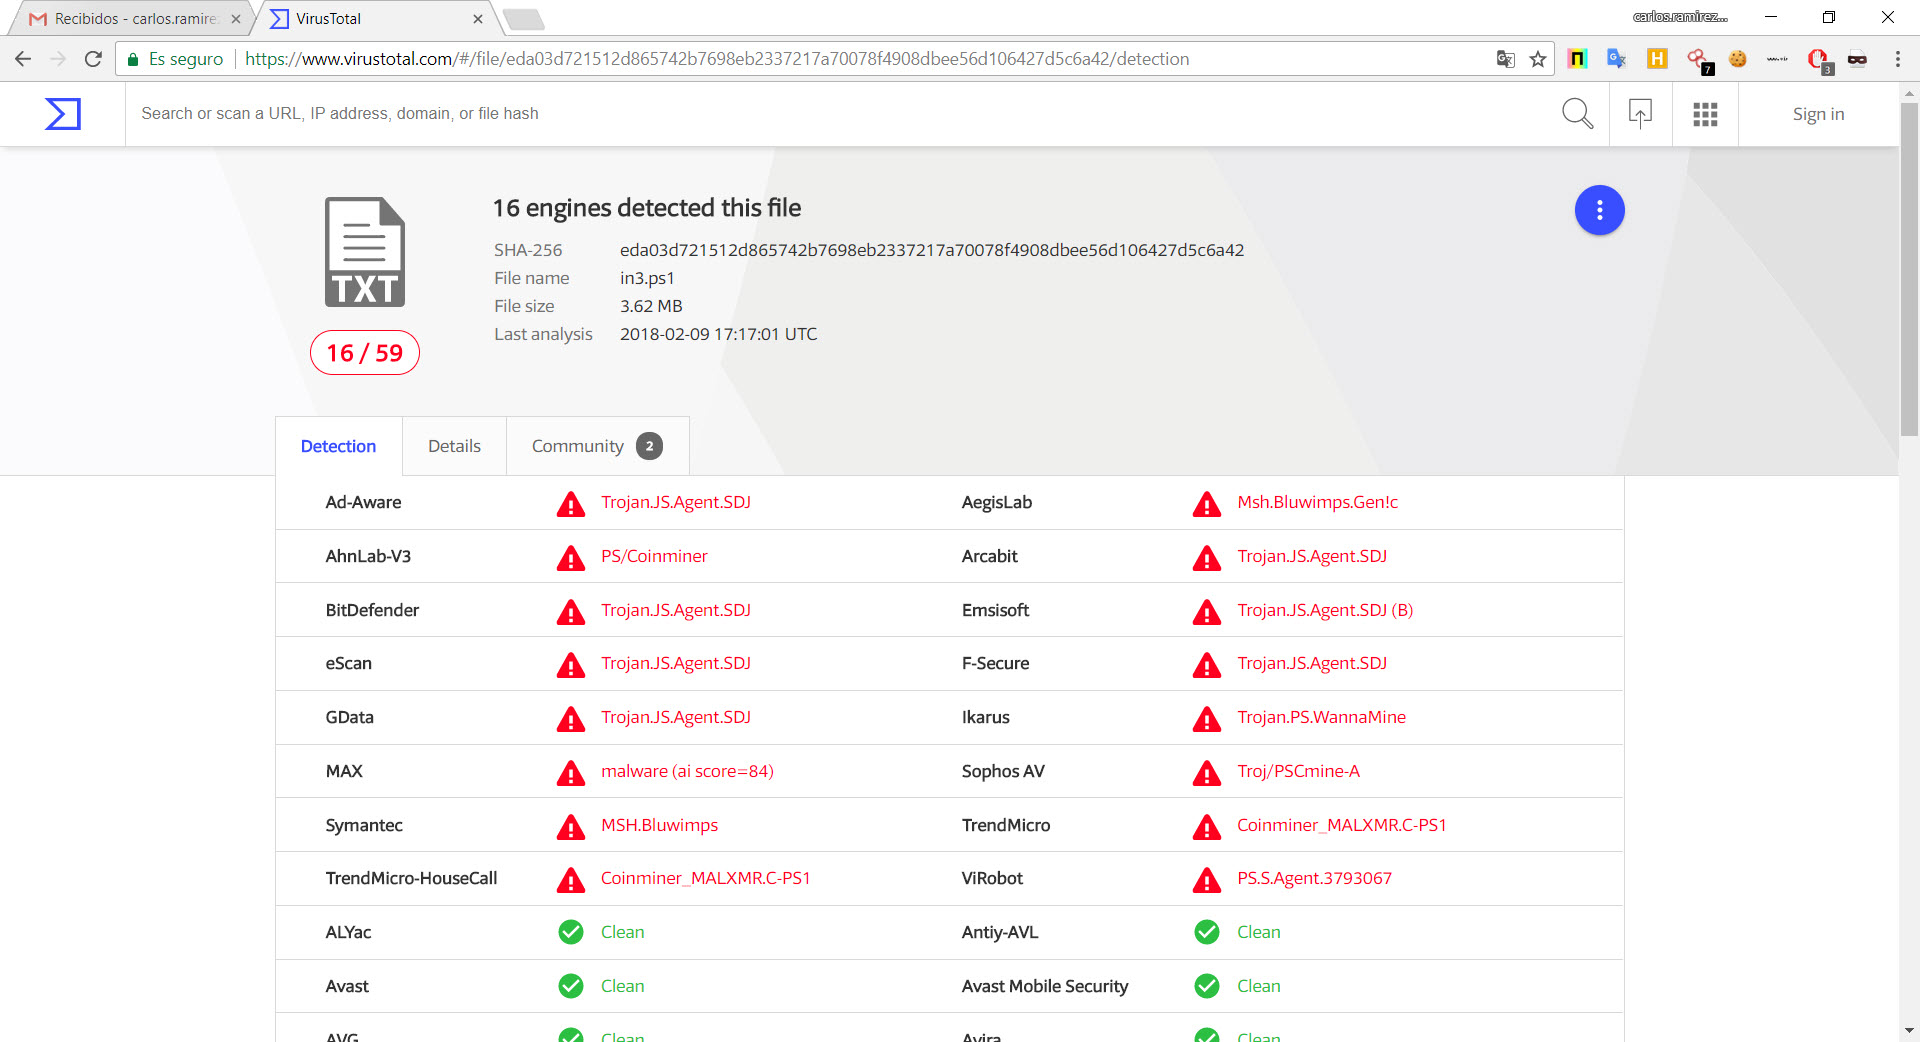 Recibidos - carlos.ramire
VirusTotal
carlos.ramirez...
Es seguro
https://www.virustotal.com/#/file/eda03d721512d865742b7698eb2337217a70078f4908dbee56d106427d5c6a42/detection
H
7
3
Search or scan a URL, IP address, domain, or file hash
Sign in
TXT
16 / 59
16 engines detected this file
SHA-256 eda03d721512d865742b7698eb2337217a70078f4908dbee56d106427d5c6a42
File name in3.ps1
File size 3.62 MB
Last analysis 2018-02-09 17:17:01 UTC
Detection Details Community 2
Ad-Aware Trojan.JS.Agent.SDJ AegisLab Msh.Bluwimps.Gen!c
AhnLab-V3 PS/Coinminer Arcabit Trojan.JS.Agent.SDJ
BitDefender Trojan.JS.Agent.SDJ Emsisoft Trojan.JS.Agent.SDJ (B)
eScan Trojan.JS.Agent.SDJ F-Secure Trojan.JS.Agent.SDJ
GData Trojan.JS.Agent.SDJ Ikarus Trojan.PS.WannaMine
MAX malware (ai score=84) Sophos AV Troj/PSCmine-A
Symantec MSH.Bluwimps TrendMicro Coinminer_MALXMR.C-PS1
TrendMicro-HouseCall Coinminer_MALXMR.C-PS1 ViRobot PS.S.Agent.3793067
ALYac Clean Antiy-AVL Clean
Avast Clean Avast Mobile Security Clean
AVG Clean Avira Clean